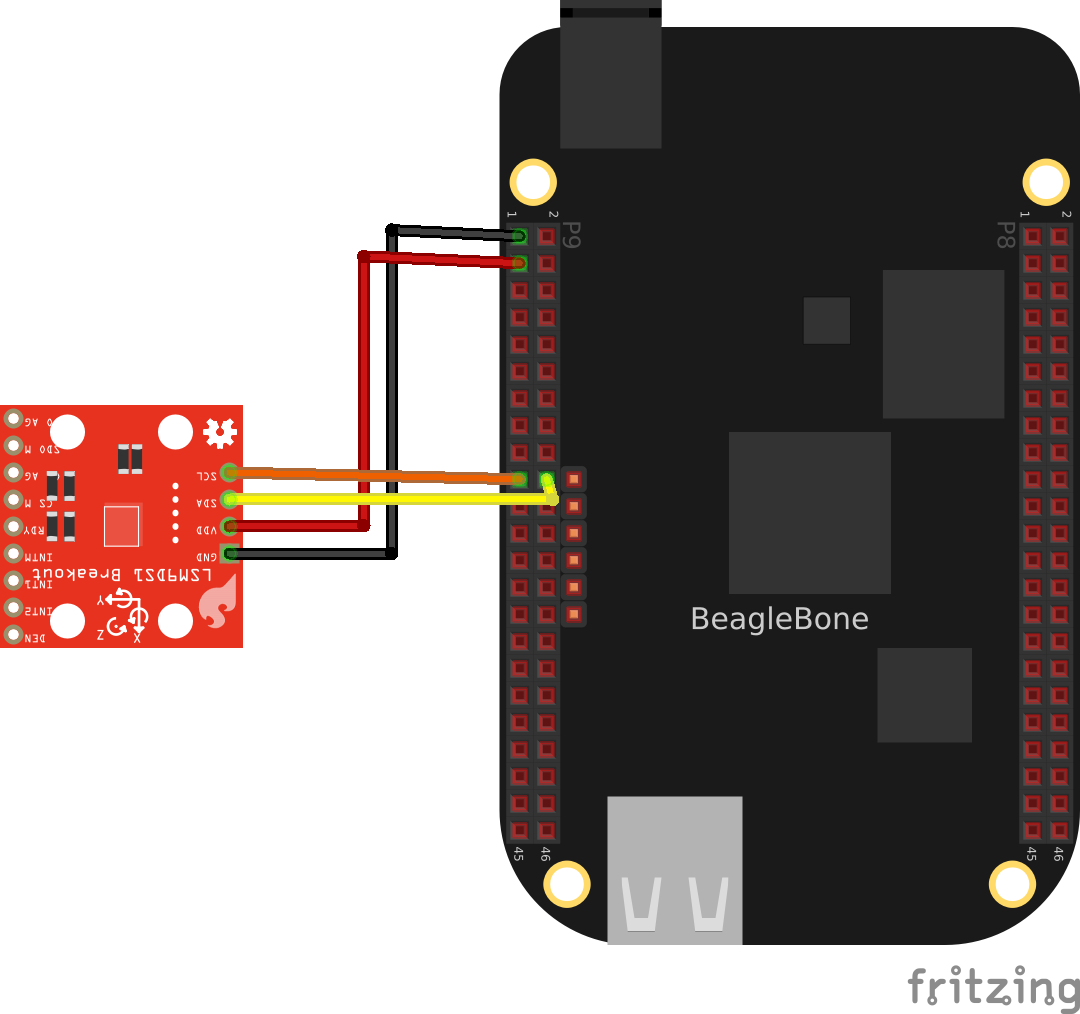 1
2
P9
P8
1
2
SDO AG
SDO M
CS AG
CS M
DRDY
INTM
INT1
INT2
DEN
SCL
SDA
VDD
GND
LSM9DS1 Breakout
Y
Z
X
BeagleBone
45
46
45
46
fritzing